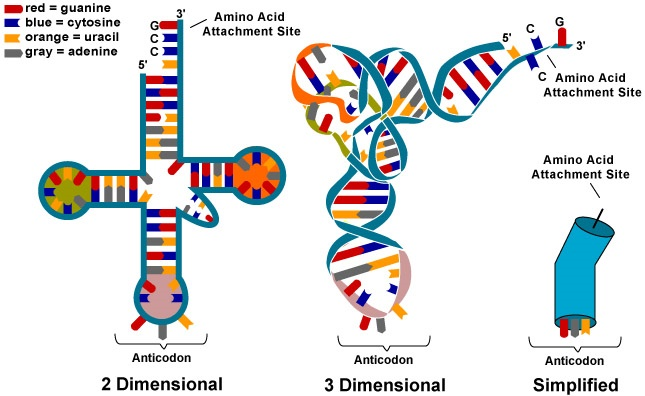 red = guanine
blue = cytosine
orange = uracil
gray = adenine
3'
G
C
C
5'
Amino Acid
Attachment Site
Anticodon
2 Dimensional
5'
C
C
G
3'
Amino Acid
Attachment Site
Anticodon
3 Dimensional
Amino Acid
Attachment Site
Anticodon
Simplified